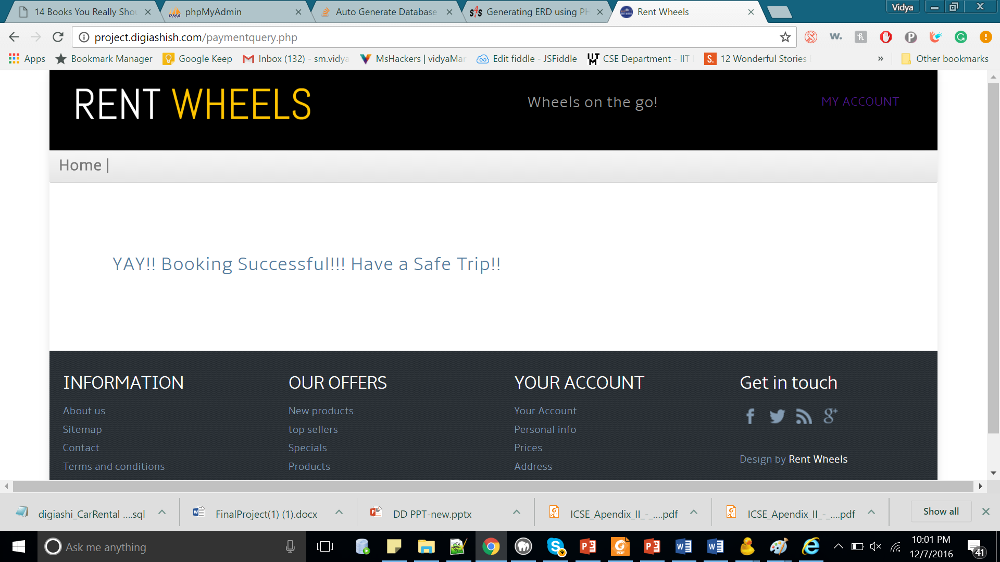 14 Books You Really Shou
phpMyAdmin
Auto Generate Database
Generating ERD using PH
Rent Wheels
Vidya
project.digiashish.com/paymentquery.php
Apps
Bookmark Manager
Google Keep
Inbox (132) - sm.vidya
MsHackers | vidyaMar
Edit fiddle - JSFiddle
CSE Department - IIT
12 Wonderful Stories
»
Other bookmarks
RENT WHEELS
Wheels on the go!
MY ACCOUNT
Home |
YAY!! Booking Successful!!! Have a Safe Trip!!
INFORMATION
About us
Sitemap
Contact
Terms and conditions
OUR OFFERS
New products
top sellers
Specials
Products
YOUR ACCOUNT
Your Account
Personal info
Prices
Address
Get in touch
Design by Rent Wheels
digiashi_CarRental ....sql
FinalProject(1) (1).docx
DD PPT-new.pptx
ICSE_Apendix_II_-_....pdf
ICSE_Apendix_II_-_....pdf
Show all
Ask me anything
9
10:01 PM
12/7/2016
41